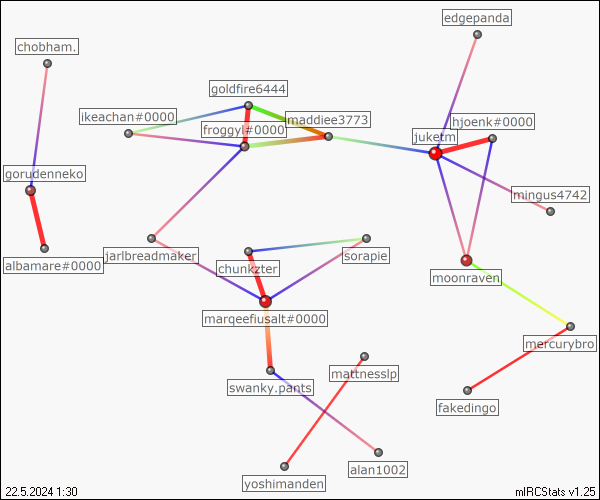 edgepanda
chobham.
goldfire6444
ikeachan#0000
maddiee3773
hjoenk#0000
froggyl#0000
juketm
gorudenneko
mingus4742
jarlbreadmaker
sorapie
albamare#0000
chunkzter
moonraven
marqeefiusalt#0000
mercurybro
mattnesslp
swanky.pants
fakedingo
alan1002
yoshimanden
22.5.2024 1:30
mIRCStats v1.25